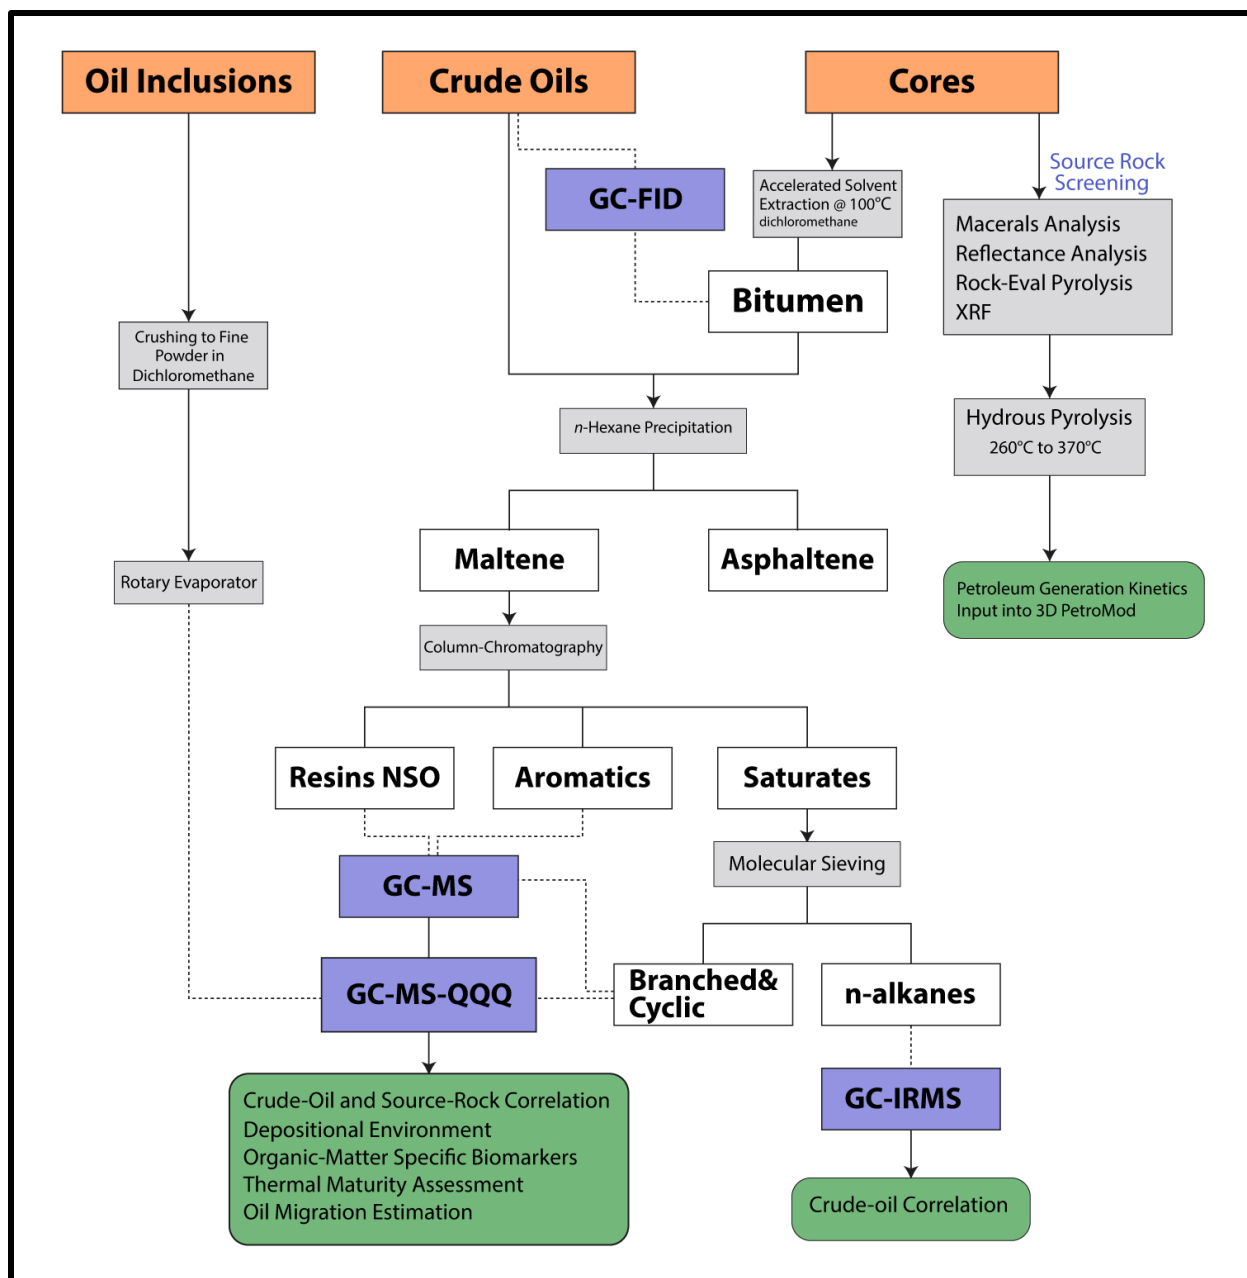 Oil Inclusions
Crude Oils
Cores
Source Rock
Screening
GC-FID
Accelerated Solvent
Extraction @ 100°C
dichloromethane
Macerals Analysis
Reflectance Analysis
Rock-Eval Pyrolysis
XRF
Bitumen
Crushing to Fine
Powder in
Dichloromethane
n-Hexane Precipitation
Hydrous Pyrolysis
260°C to 370°C
Maltene
Asphaltene
Rotary Evaporator
Petroleum Generation Kinetics
Input into 3D PetroMod
Column-Chromatography
Resins NSO
Aromatics
Saturates
Molecular Sieving
GC-MS
GC-MS-QQQ
Branched&
Cyclic
n-alkanes
GC-IRMS
Crude-Oil and Source-Rock Correlation
Depositional Environment
Organic-Matter Specific Biomarkers
Thermal Maturity Assessment
Oil Migration Estimation
Crude-oil Correlation